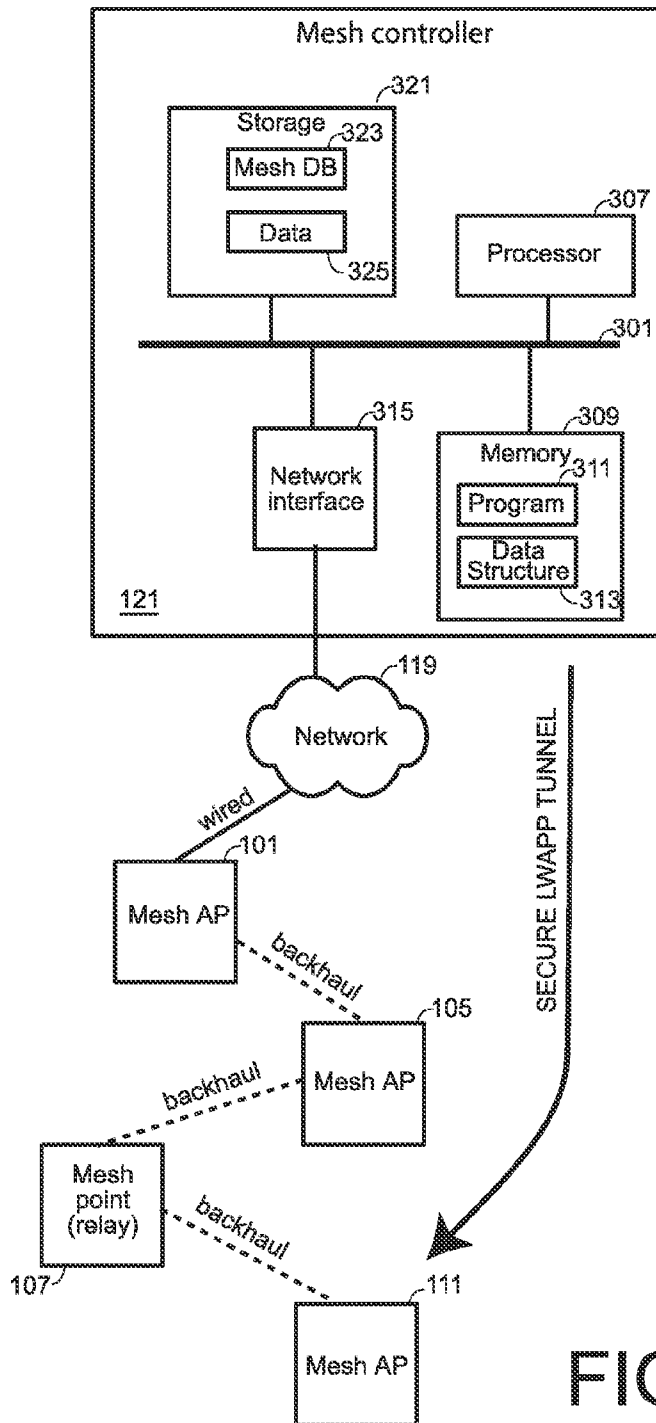 Mesh controller
321
Storage
323
Mesh DB
Data
325
307
Processor
301
315
Network
interface
309
Memory
311
Program
Data
Structure
313
121
119
Network
wired
101
Mesh AP
backhaul
105
Mesh AP
backhaul
Mesh
point
(relay)
107
backhaul
111
Mesh AP
SECURE LWAPP TUNNEL